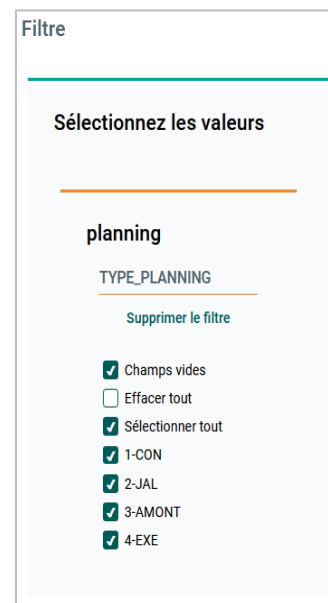 Filtre
Sélectionnez les valeurs
planning
TYPE_PLANNING
Supprimer le filtre
Champs vides
Effacer tout
Sélectionner tout
1-CON
2-JAL
3-AMONT
4-EXE